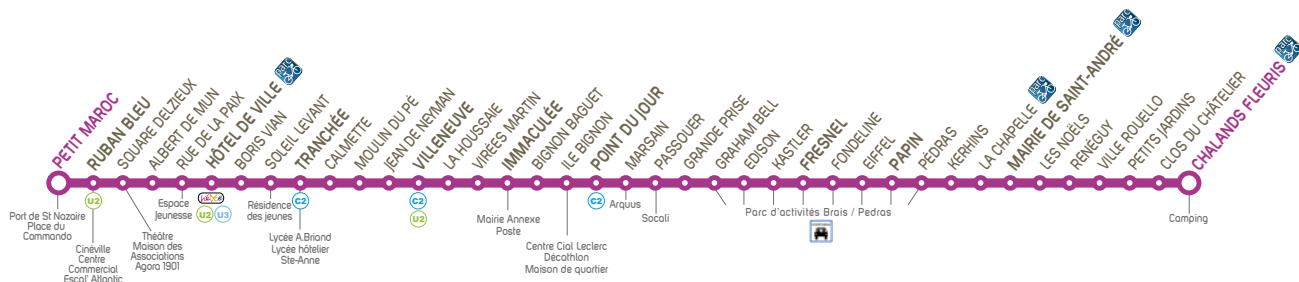 PETIT MAROC
RUBAN BLEU
SQUARE DELZIEUX
ALBERT DE MUN
RUE DE LA PAIX
HÔTEL DE VILLE
parc
BORIS VIAN
SOLEIL LEVANT
TRANCHÉE
CALMETTE
MOULIN DU PÉ
JEAN DE NEYMAN
VILLENEUVE
LA HOUSSAIE
VIRÉES MARTIN
IMMACULÉE
BIGNON BAGUET
ILE BIGNON
POINT DU JOUR
MARSAIN
PASSOUER
GRANDE PRISE
GRAHAM BELL
EDISON
KASTLER
FRESNEL
FONDELINE
EIFFEL
PAPIN
PÉDRAS
KERHINS
LA CHAPELLE
parc
MAIRIE DE SAINT-ANDRÉ
parc
LES NOËLS
RENÉGUY
VILLE ROUELLO
PETITS JARDINS
CLOS DU CHÂTELIER
CHALANDS FLEURIS
parc
Port de St Nazaire
Place du
Commando
U2
Cinéville
Centre
Commercial
Escal' Atlantic
Théâtre
Maison des
Associations
Agora 1901
Espace
Jeunesse
U2
U3
Résidence
des jeunes
C2
Lycée A.Briand
Lycée hôtelier
Ste-Anne
C2
U2
Mairie Annexe
Poste
Centre Cial Leclerc
Décathlon
Maison de quartier
C2
Arquus
Socali
Parc d'activités Brais / Pedras
Camping